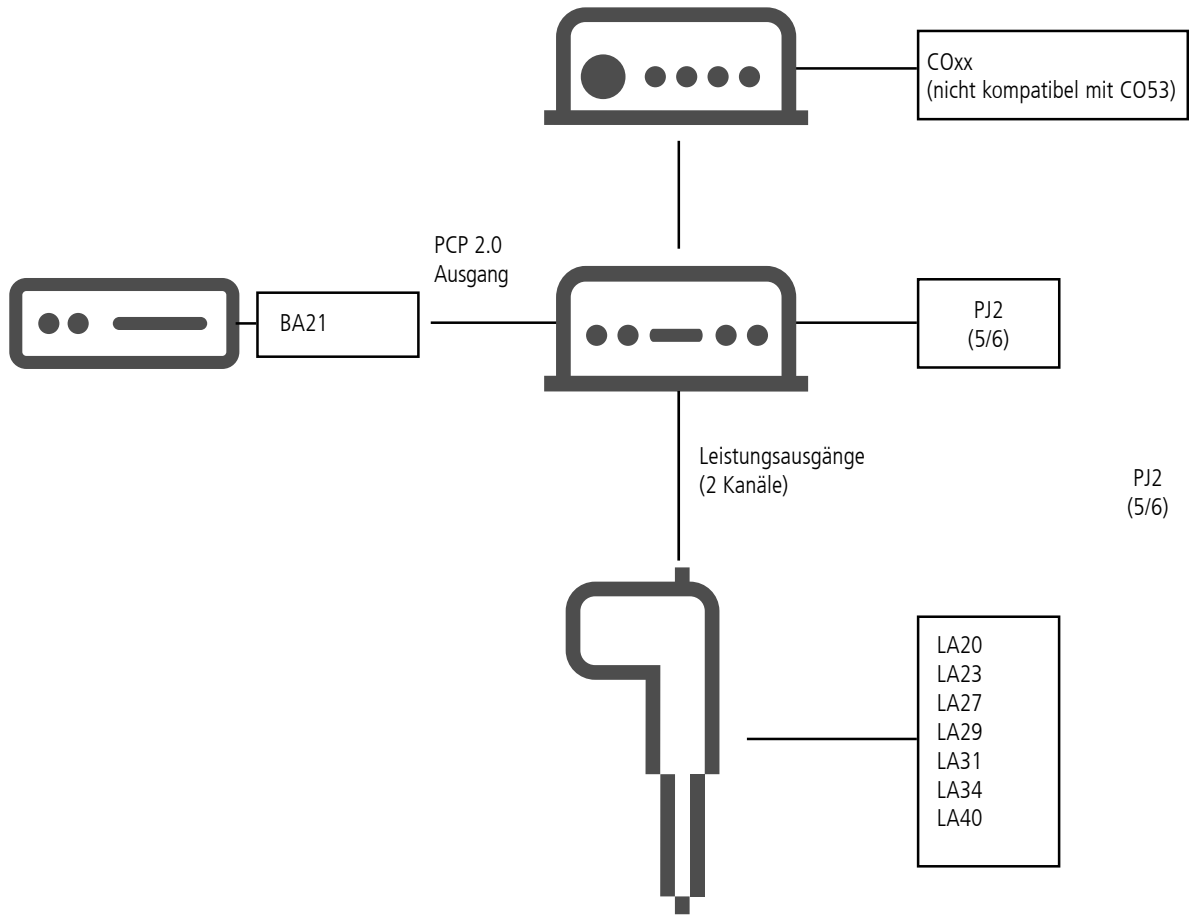 COxx
(nicht kompatibel mit CO53)
PCP 2.0
Ausgang
BA21
PJ2
(5/6)
Leistungsausgänge
(2 Kanäle)
PJ2
(5/6)
LA20
LA23
LA27
LA29
LA31
LA34
LA40